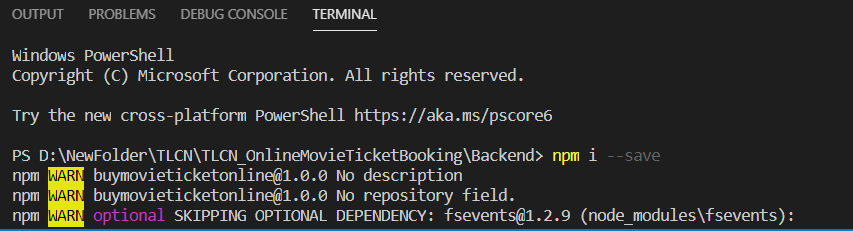 OUTPUT PROBLEMS DEBUG CONSOLE TERMINAL
Windows PowerShell
Copyright (C) Microsoft Corporation. All rights reserved.
Try the new cross-platform PowerShell https://aka.ms/pscore6
PS D:\NewFolder\TLCN\TLCN_OnlineMovieTicketBooking\Backend> npm i --save
npm WARN buymovieticketonline@1.0.0 No description
npm WARN buymovieticketonline@1.0.0 No repository field.
npm WARN optional SKIPPING OPTIONAL DEPENDENCY: fsevents@1.2.9 (node_modules\fsevents):